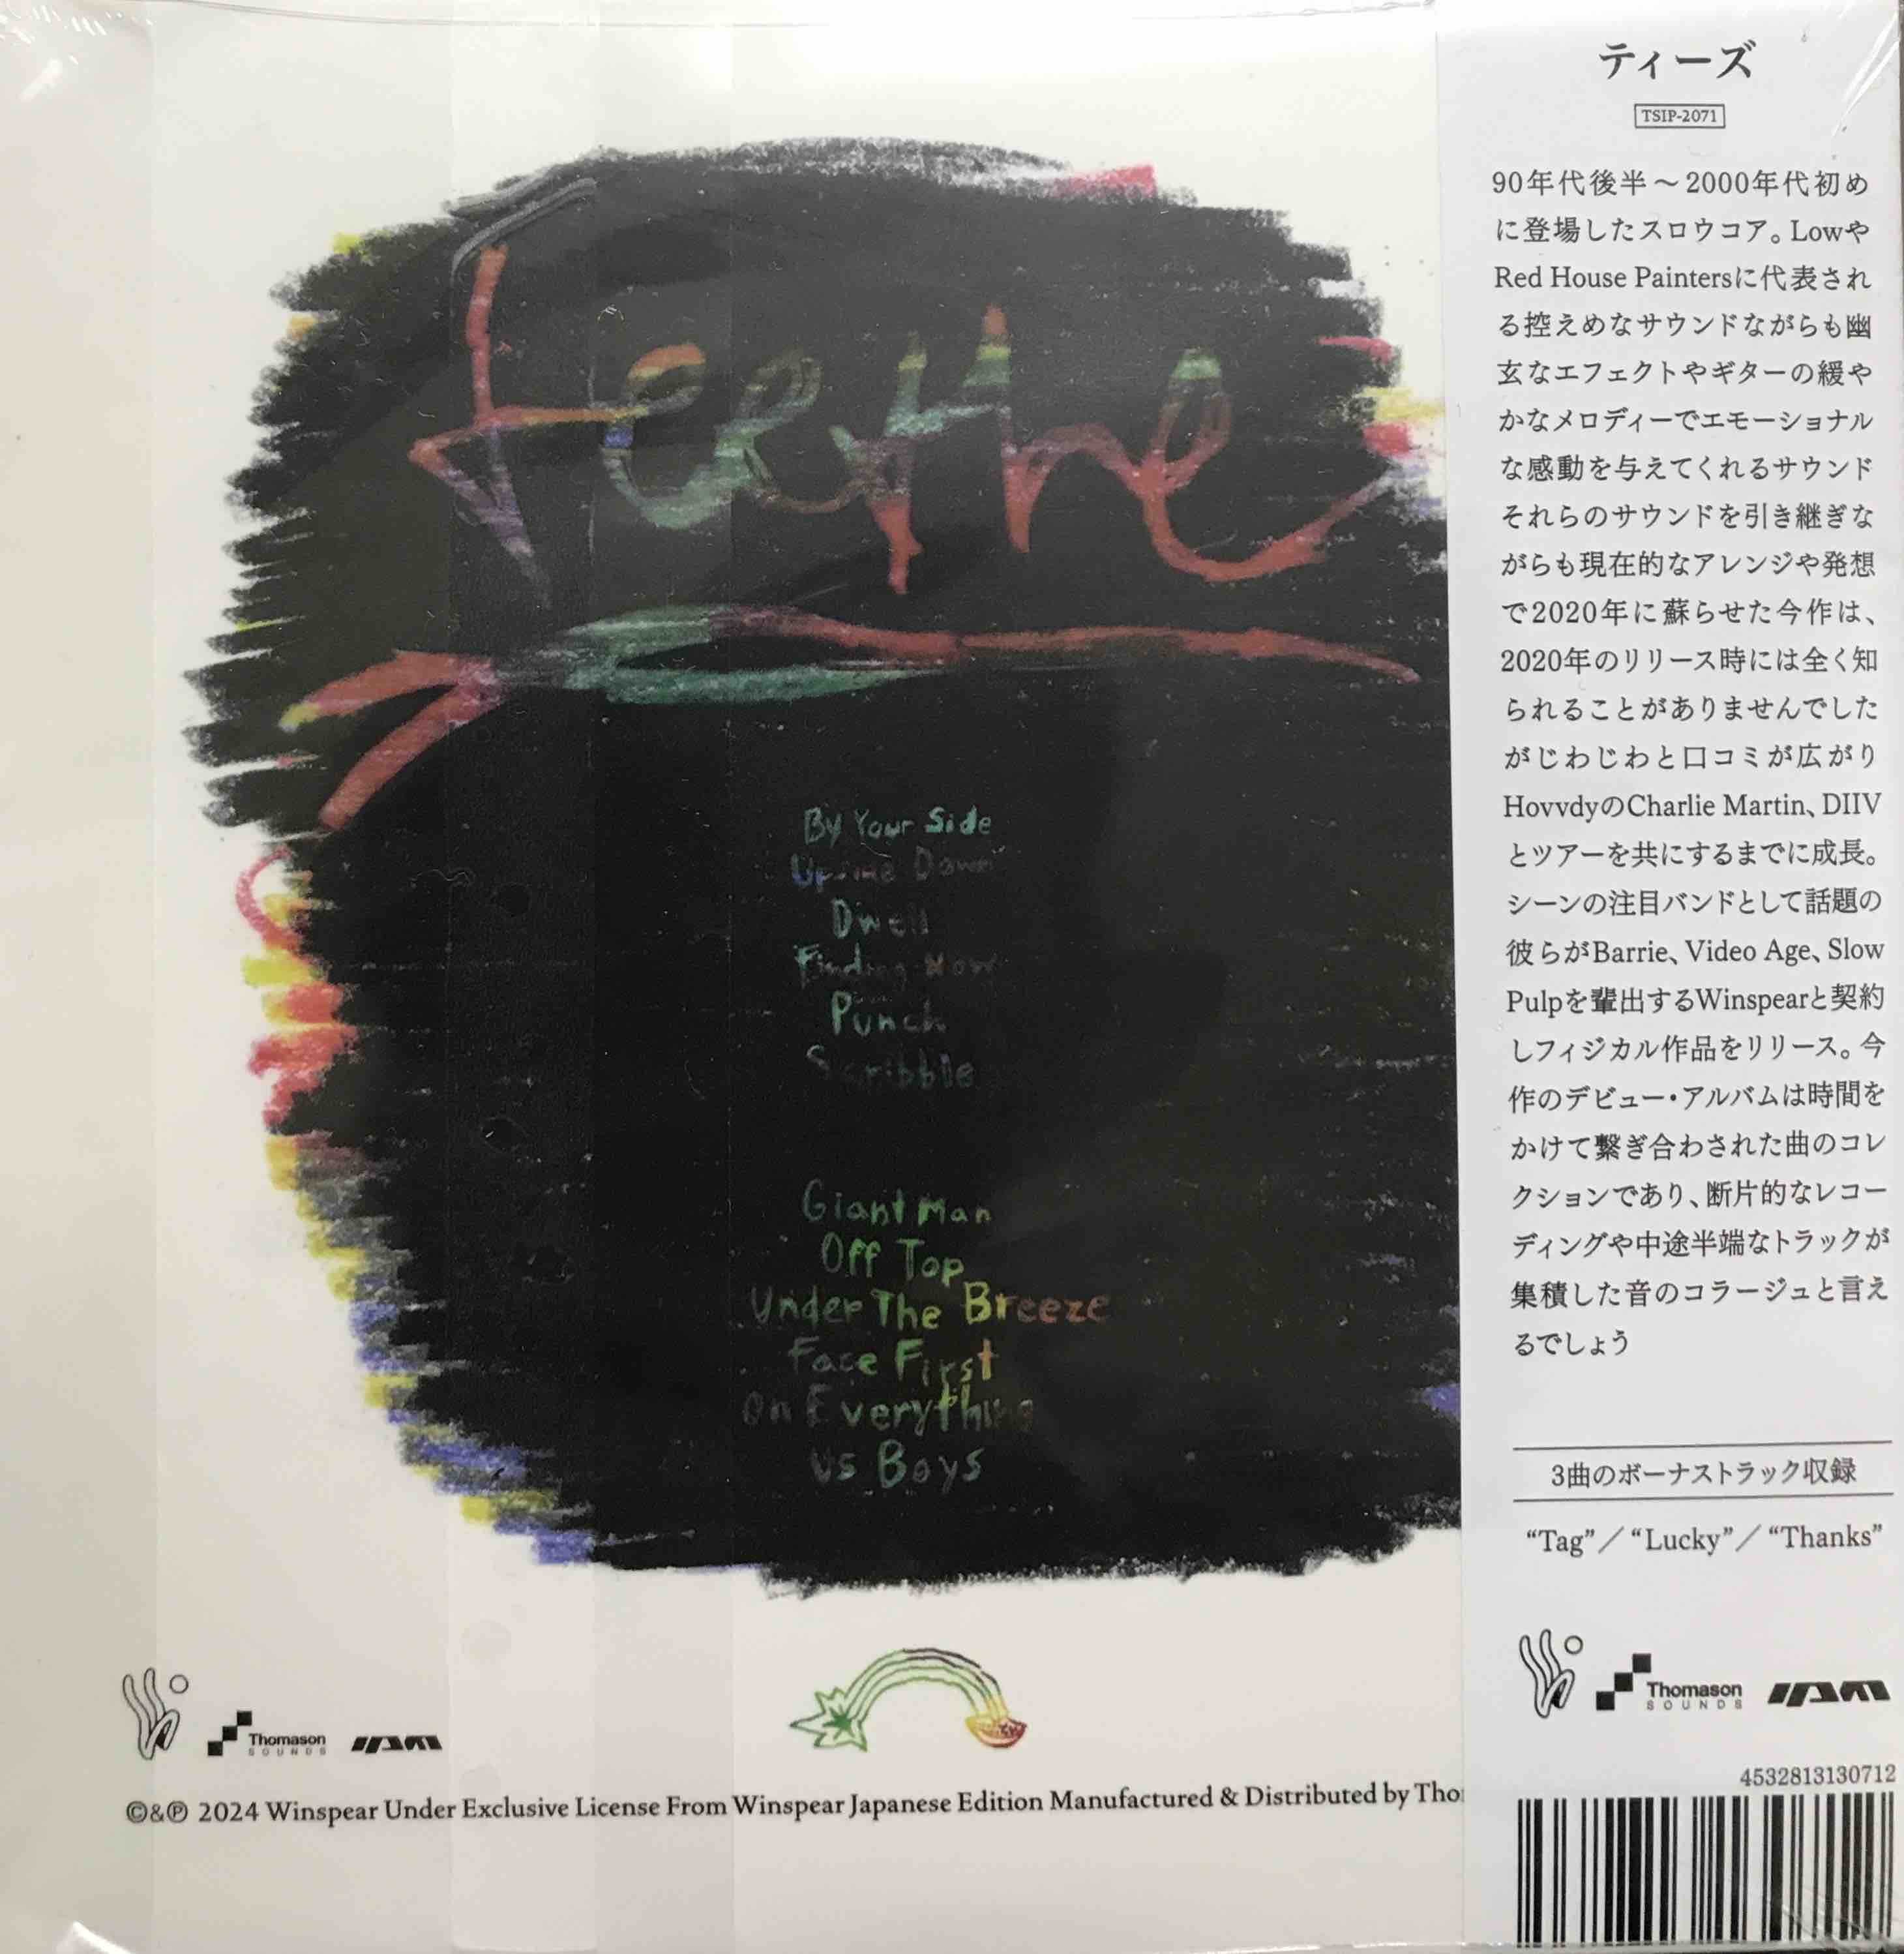 teethe
By Your Side
Up and Down
Dwell
Finding How
Punch
Scribble
Giant Man
Off Top
Under The Breeze
Face First
On Everything
Us Boys
Thomason
SOUNDS
©&℗ 2024 Winspear Under Exclusive License From Winspear Japanese Edition Manufactured & Distributed by Tho
ティーズ
TSIP-2071
90年代後半～2000年代初め
に登場したスロウコア。Lowや
Red House Paintersに代表され
る控えめなサウンドながらも幽
玄なエフェクトやギターの緩や
かなメロディーでエモーショナル
な感動を与えてくれるサウンド
それらのサウンドを引き継ぎな
がらも現在的なアレンジや発想
で2020年に蘇らせた今作は、
2020年のリリース時には全く知
られることがありませんでした
がじわじわと口コミが広がり
HovvdyのCharlie Martin、DIIV
とツアーを共にするまでに成長。
シーンの注目バンドとして話題の
彼らがBarrie、Video Age、Slow
Pulpを輩出するWinspearと契約
しフィジカル作品をリリース。今
作のデビュー・アルバムは時間を
かけて繋ぎ合わされた曲のコレ
クションであり、断片的なレコー
ディングや中途半端なトラックが
集積した音のコラージュと言え
るでしょう
3曲のボーナストラック収録
“Tag”／“Lucky”／“Thanks”
Thomason
SOUNDS
4532813130712